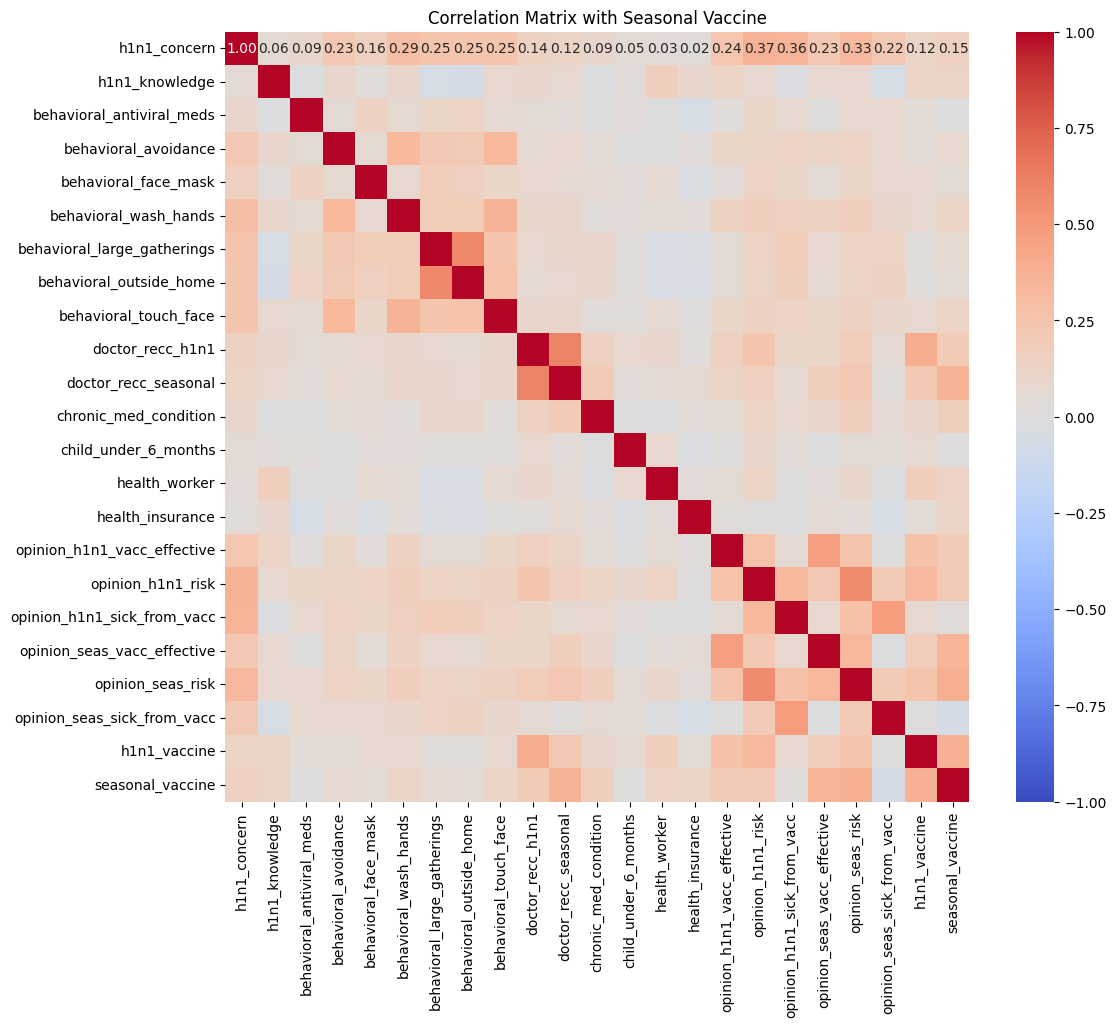 Correlation Matrix with Seasonal Vaccine
h1n1_concern 1.00 0.06 0.09 0.23 0.16 0.29 0.25 0.25 0.25 0.14 0.12 0.09 0.05 0.03 0.02 0.24 0.37 0.36 0.23 0.33 0.22 0.12 0.15
h1n1_knowledge
behavioral_antiviral_meds
behavioral_avoidance
behavioral_face_mask
behavioral_wash_hands
behavioral_large_gatherings
behavioral_outside_home
behavioral_touch_face
doctor_recc_h1n1
doctor_recc_seasonal
chronic_med_condition
child_under_6_months
health_worker
health_insurance
opinion_h1n1_vacc_effective
opinion_h1n1_risk
opinion_h1n1_sick_from_vacc
opinion_seas_vacc_effective
opinion_seas_risk
opinion_seas_sick_from_vacc
h1n1_vaccine
seasonal_vaccine
h1n1_concern
h1n1_knowledge
behavioral_antiviral_meds
behavioral_avoidance
behavioral_face_mask
behavioral_wash_hands
behavioral_large_gatherings
behavioral_outside_home
behavioral_touch_face
doctor_recc_h1n1
doctor_recc_seasonal
chronic_med_condition
child_under_6_months
health_worker
health_insurance
opinion_h1n1_vacc_effective
opinion_h1n1_risk
opinion_h1n1_sick_from_vacc
opinion_seas_vacc_effective
opinion_seas_risk
opinion_seas_sick_from_vacc
h1n1_vaccine
seasonal_vaccine
1.00
0.75
0.50
0.25
0.00
−0.25
−0.50
−0.75
−1.00